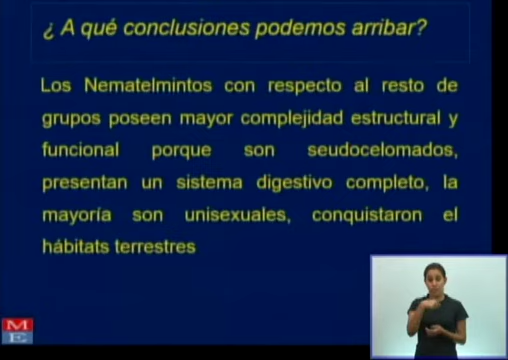 ¿ A qué conclusiones podemos arribar?
Los Nematelmintos con respecto al resto de
grupos poseen mayor complejidad estructural y
funcional porque son seudocelomados,
presentan un sistema digestivo completo, la
mayoría son unisexuales, conquistaron el
hábitats terrestres
M
E